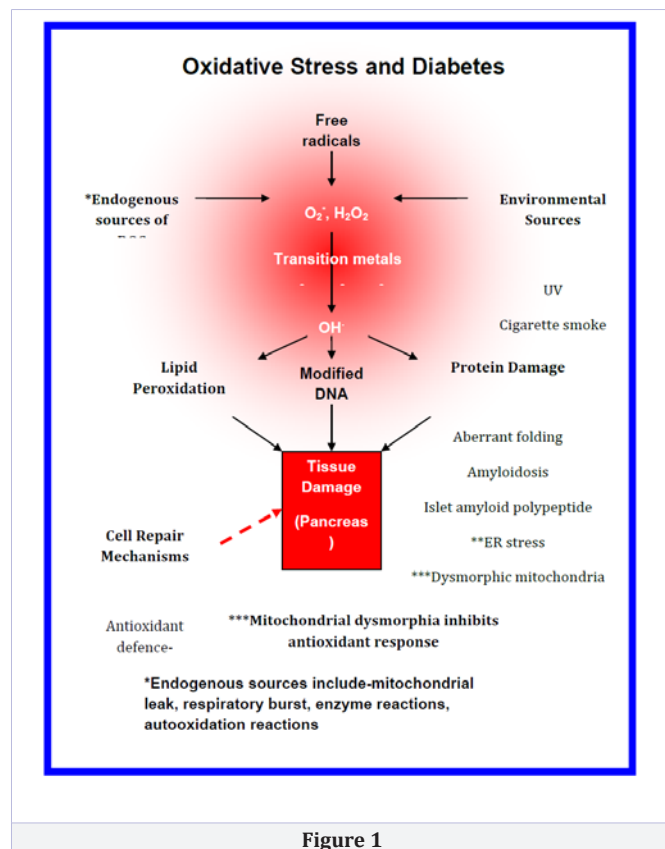 Oxidative Stress and Diabetes
Free
radicals
*Endogenous
sources of
O₂⁻, H₂O₂
Environmental
Sources
Transition metals
- - -
UV
OH⁻
Cigarette smoke
Lipid
Peroxidation
Modified
DNA
Protein Damage
Tissue
Damage
(Pancreas
)
Aberrant folding
Amyloidosis
Islet amyloid polypeptide
**ER stress
***Dysmorphic mitochondria
Cell Repair
Mechanisms
Antioxidant
defence-
***Mitochondrial dysmorphia inhibits
antioxidant response
*Endogenous sources include-mitochondrial
leak, respiratory burst, enzyme reactions,
autooxidation reactions
Figure 1